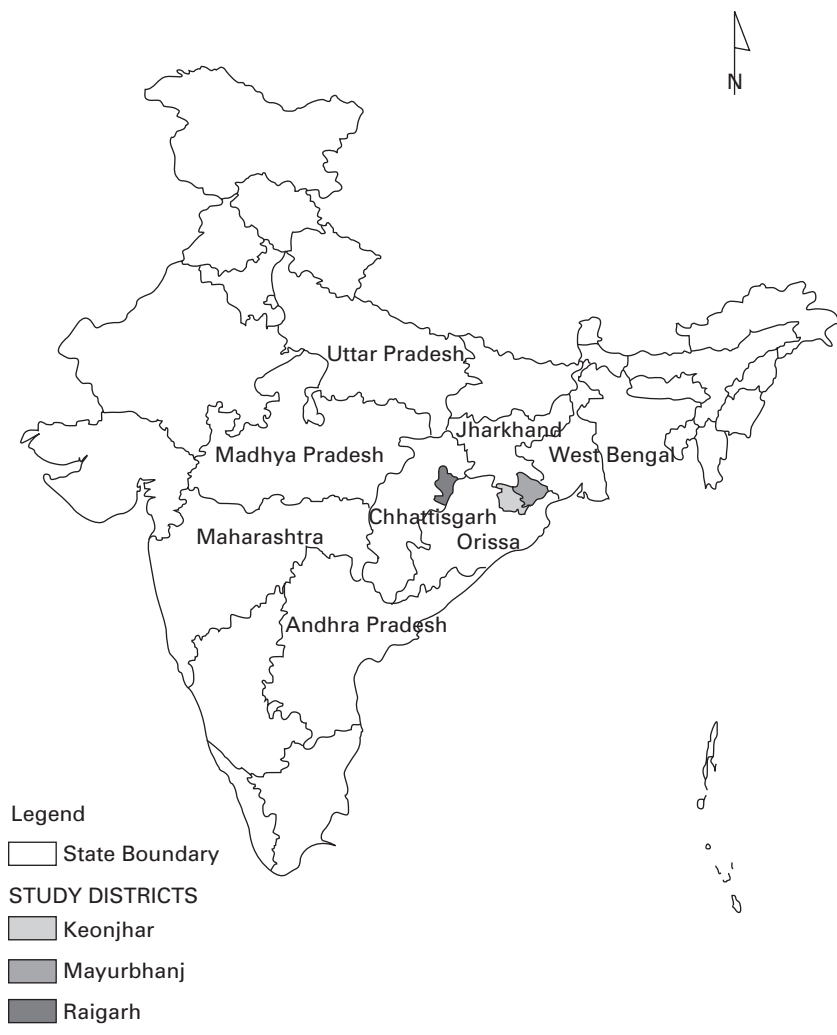 N
Uttar Pradesh
Jharkhand
Madhya Pradesh
West Bengal
Chhattisgarh
Maharashtra
Orissa
Andhra Pradesh
Legend
State Boundary
STUDY DISTRICTS
Keonjhar
Mayurbhanj
Raigarh